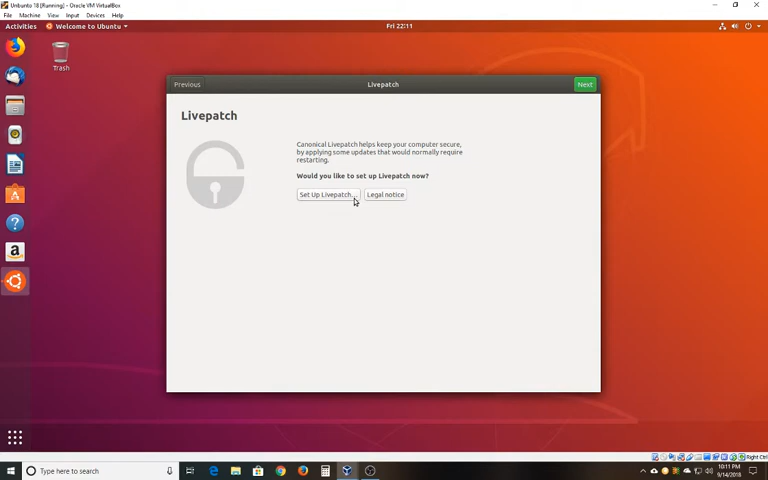 Unbunto 18 [Running] - Oracle VM VirtualBox
File Machine View Input Devices Help
Activities Welcome to Ubuntu Fri 22:11
Trash
Previous Livepatch Next
Livepatch
Canonical Livepatch helps keep your computer secure,
by applying some updates that would normally require
restarting.
Would you like to set up Livepatch now?
Set Up Livepatch... Legal notice
Right Ctrl
Type here to search
10:11 PM
9/14/2018